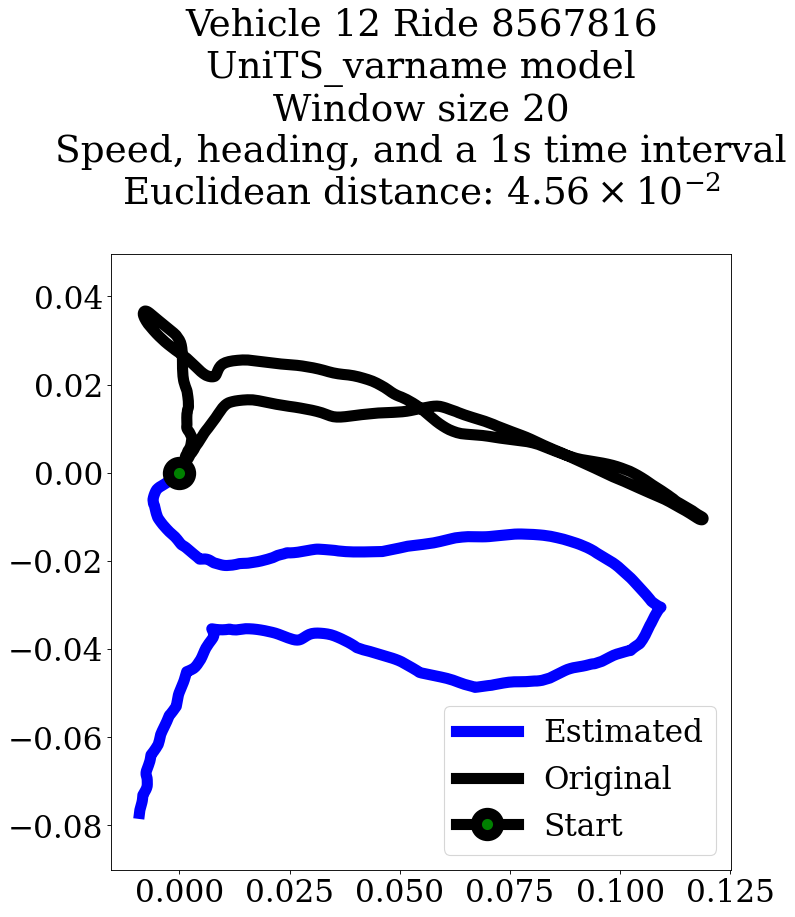 Vehicle 12 Ride 8567816
UniTS_varname model
Window size 20
Speed, heading, and a 1s time interval
Euclidean distance: 4.56 × 10⁻²
0.04
0.02
0.00
−0.02
−0.04
−0.06
−0.08
Estimated
Original
Start
0.000 0.025 0.050 0.075 0.100 0.125